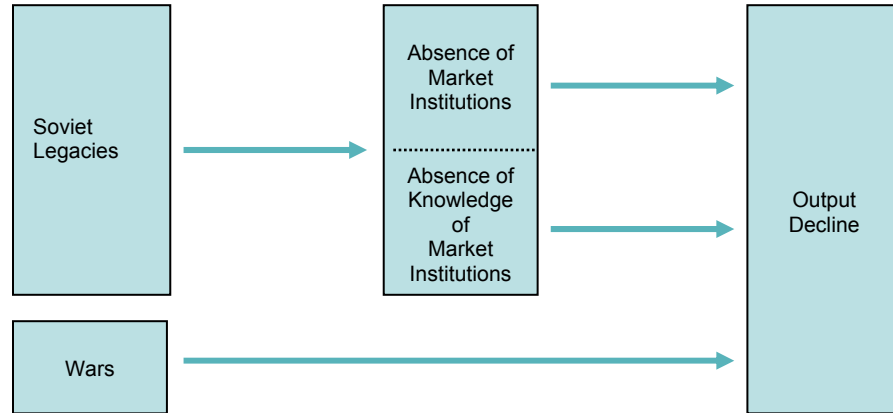 Soviet
Legacies
Absence of
Market
Institutions
Absence of
Knowledge
of
Market
Institutions
Output
Decline
Wars